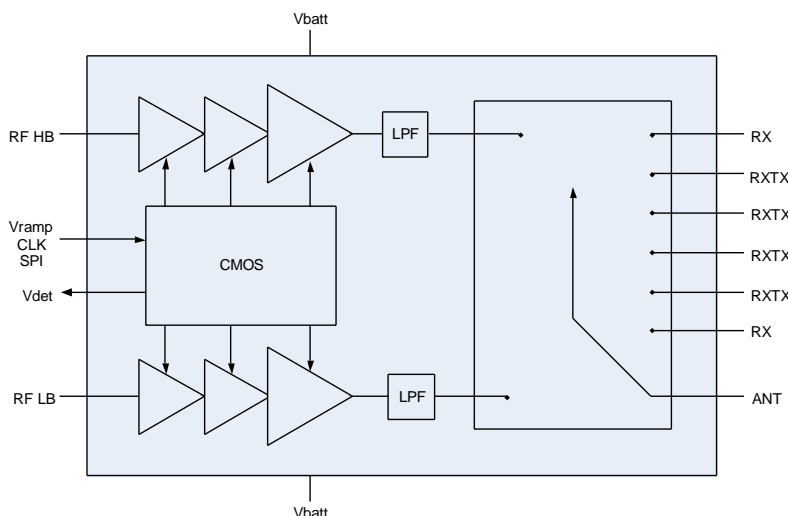 Vbatt
RF HB
LPF
RX
RXTX
RXTX
Vramp
CLK
SPI
CMOS
RXTX
Vdet
RXTX
RX
RF LB
LPF
ANT
Vbatt